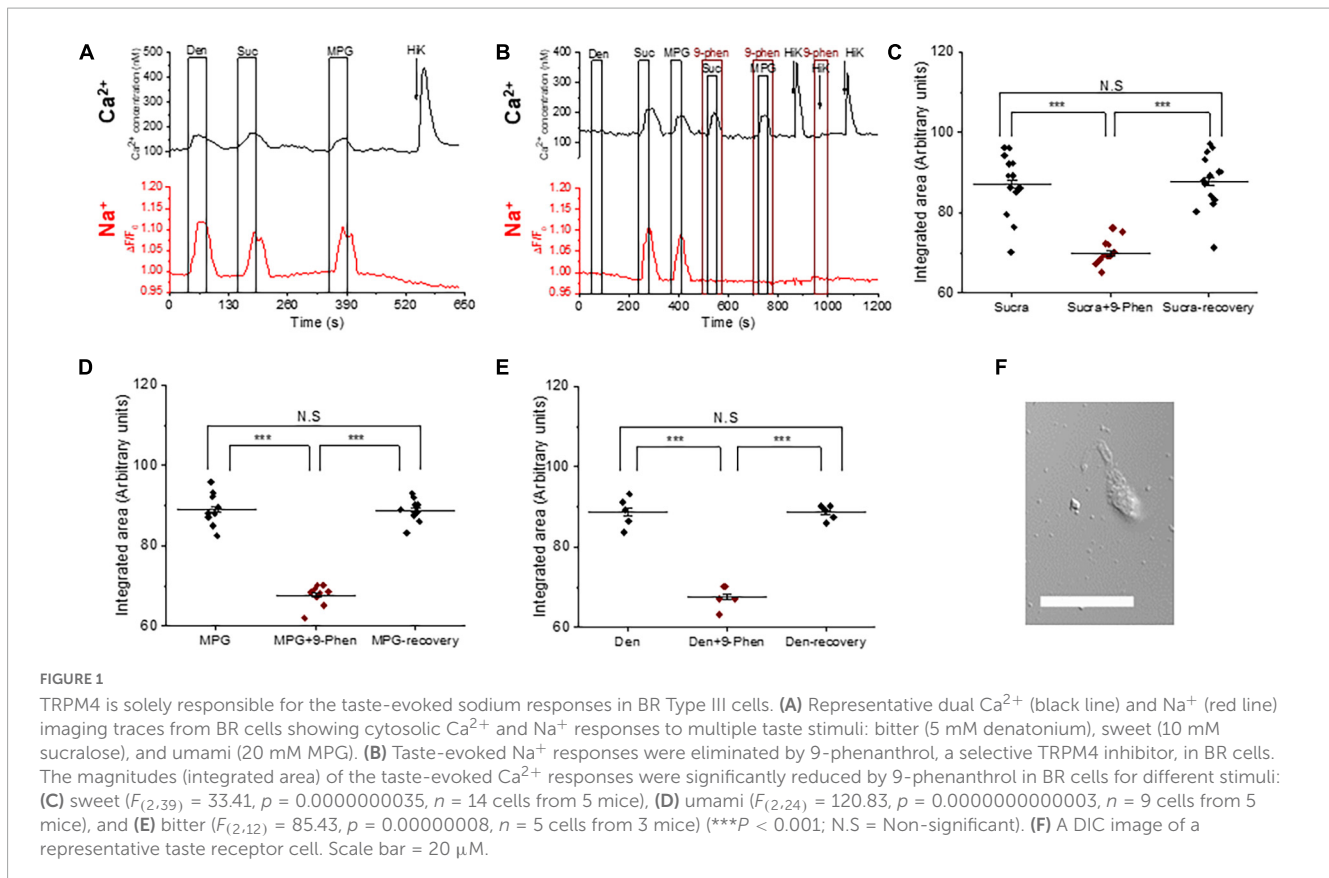 A
Den
Suc
MPG
HiK
Ca2+
Ca2+ concentration (nM)
500
400
300
200
100
Na+
ΔF/F0
1.20
1.15
1.10
1.05
1.00
0.95
0 130 260 390 520 650
Time (s)
B
Den
Suc
MPG
9-phen
Suc
9-phen
MPG
HiK
9-phen
HiK
HiK
Ca2+
Ca2+ concentration (nM)
400
300
200
100
Na+
ΔF/F0
1.20
1.15
1.10
1.05
1.00
0.95
0 200 400 600 800 1000 1200
Time (s)
C
Integrated area (Arbitrary units)
120
100
80
60
N.S
*** ***
Sucra Sucra+9-Phen Sucra-recovery
D
Integrated area (Arbitrary units)
120
100
80
60
N.S
*** ***
MPG MPG+9-Phen MPG-recovery
E
Integrated area (Arbitrary units)
120
100
80
60
N.S
*** ***
Den Den+9-Phen Den-recovery
F
FIGURE 1
TRPM4 is solely responsible for the taste-evoked sodium responses in BR Type III cells. (A) Representative dual Ca2+ (black line) and Na+ (red line)
imaging traces from BR cells showing cytosolic Ca2+ and Na+ responses to multiple taste stimuli: bitter (5 mM denatonium), sweet (10 mM
sucralose), and umami (20 mM MPG). (B) Taste-evoked Na+ responses were eliminated by 9-phenanthrol, a selective TRPM4 inhibitor, in BR cells.
The magnitudes (integrated area) of the taste-evoked Ca2+ responses were significantly reduced by 9-phenanthrol in BR cells for different stimuli:
(C) sweet (F(2,39) = 33.41, p = 0.0000000035, n = 14 cells from 5 mice), (D) umami (F(2,24) = 120.83, p = 0.0000000000003, n = 9 cells from 5
mice), and (E) bitter (F(2,12) = 85.43, p = 0.00000008, n = 5 cells from 3 mice) (***P < 0.001; N.S = Non-significant). (F) A DIC image of a
representative taste receptor cell. Scale bar = 20 μM.